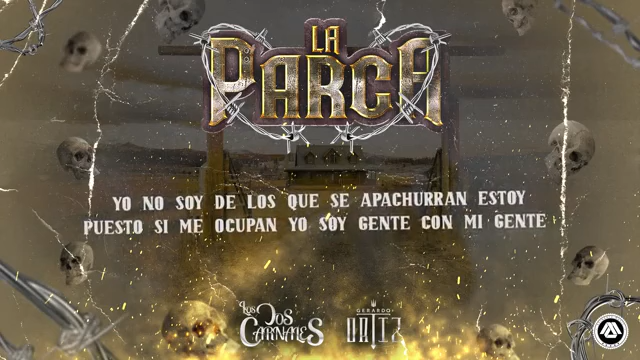 LA
PARCA
YO NO SOY DE LOS QUE SE APACHURRAN ESTOY
PUESTO SI ME OCUPAN YO SOY GENTE CON MI GENTE
LOS DOS CARNALES
GERARDO
ORTIZ